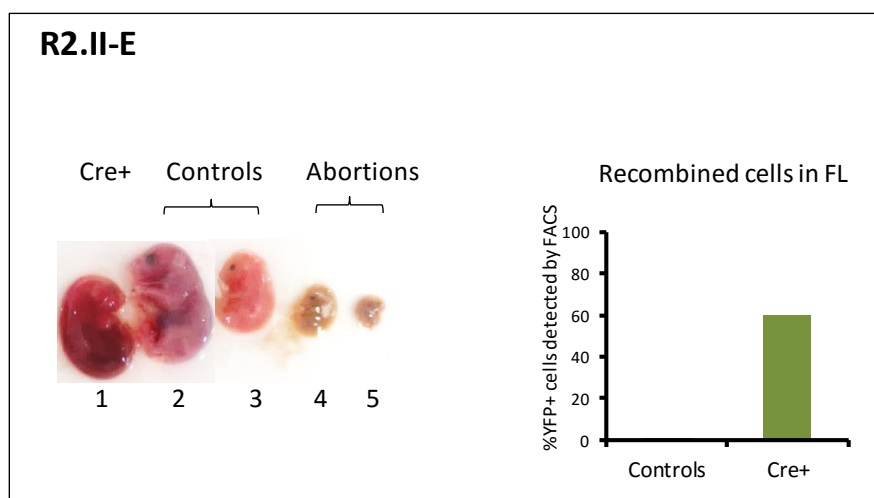 R2.II-E
Cre+ Controls Abortions
1 2 3 4 5
Recombined cells in FL
%YFP+ cells detected by FACS
100
80
60
40
20
0
Controls Cre+